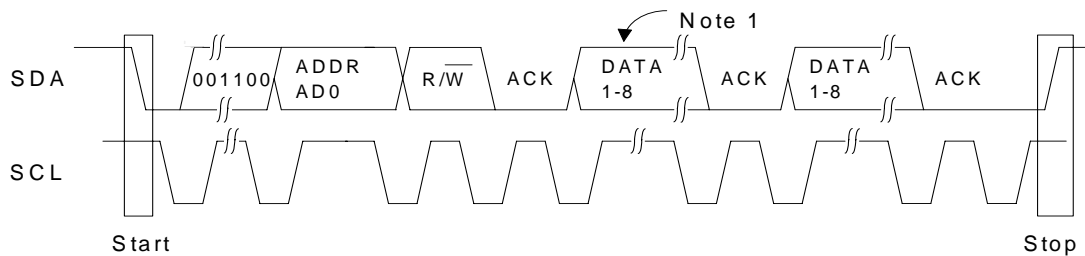 Note 1
SDA
001100
ADDR
AD0
R/W
ACK
DATA
1-8
ACK
DATA
1-8
ACK
SCL
Start
Stop